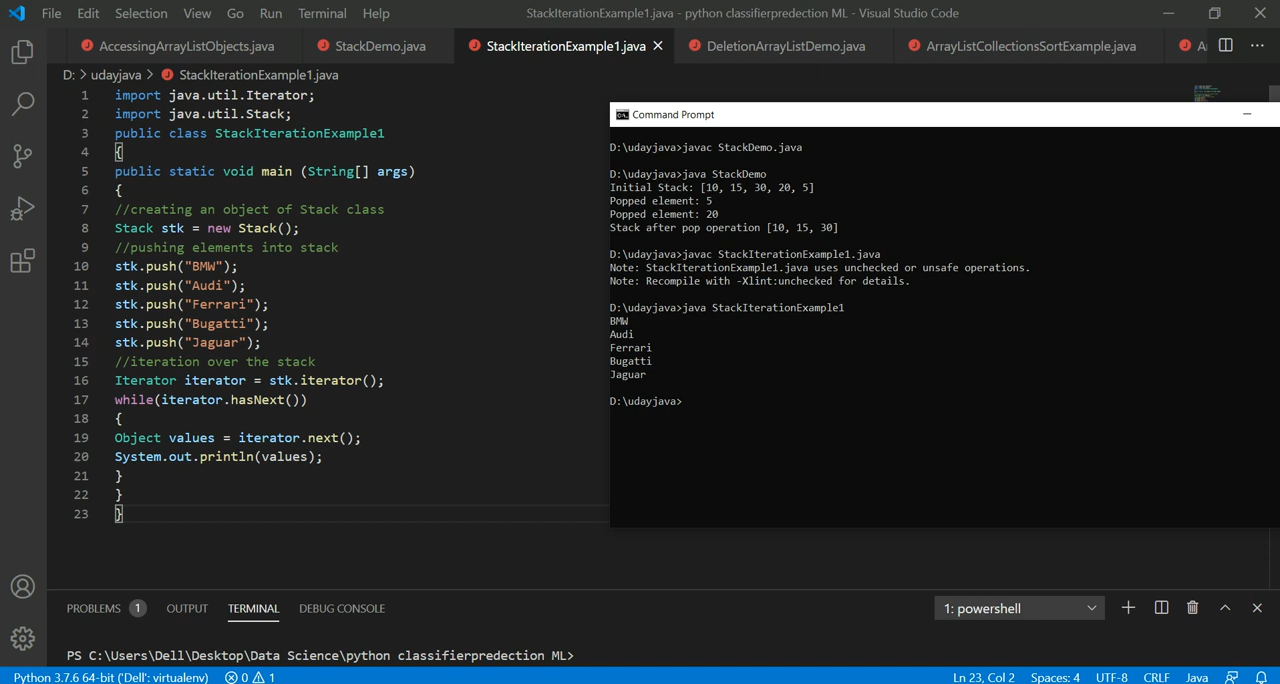 File Edit Selection View Go Run Terminal Help StackIterationExample1.java - python classifierpredection ML - Visual Studio Code
AccessingArrayListObjects.java StackDemo.java StackIterationExample1.java DeletionArrayListDemo.java ArrayListCollectionsSortExample.java
D: > udayjava > StackIterationExample1.java
1 import java.util.Iterator;
2 import java.util.Stack;
3 public class StackIterationExample1
4 {
5 public static void main (String[] args)
6 {
7 //creating an object of Stack class
8 Stack stk = new Stack();
9 //pushing elements into stack
10 stk.push("BMW");
11 stk.push("Audi");
12 stk.push("Ferrari");
13 stk.push("Bugatti");
14 stk.push("Jaguar");
15 //iteration over the stack
16 Iterator iterator = stk.iterator();
17 while(iterator.hasNext())
18 {
19 Object values = iterator.next();
20 System.out.println(values);
21 }
22 }
23 }
Command Prompt
D:\udayjava>javac StackDemo.java
D:\udayjava>java StackDemo
Initial Stack: [10, 15, 30, 20, 5]
Popped element: 5
Popped element: 20
Stack after pop operation [10, 15, 30]
D:\udayjava>javac StackIterationExample1.java
Note: StackIterationExample1.java uses unchecked or unsafe operations.
Note: Recompile with -Xlint:unchecked for details.
D:\udayjava>java StackIterationExample1
BMW
Audi
Ferrari
Bugatti
Jaguar
D:\udayjava>
PROBLEMS 1 OUTPUT TERMINAL DEBUG CONSOLE 1: powershell
PS C:\Users\Dell\Desktop\Data Science\python classifierpredection ML>
Python 3.7.6 64-bit ('Dell': virtualenv) 0 1 Ln 23, Col 2 Spaces: 4 UTF-8 CRLF Java